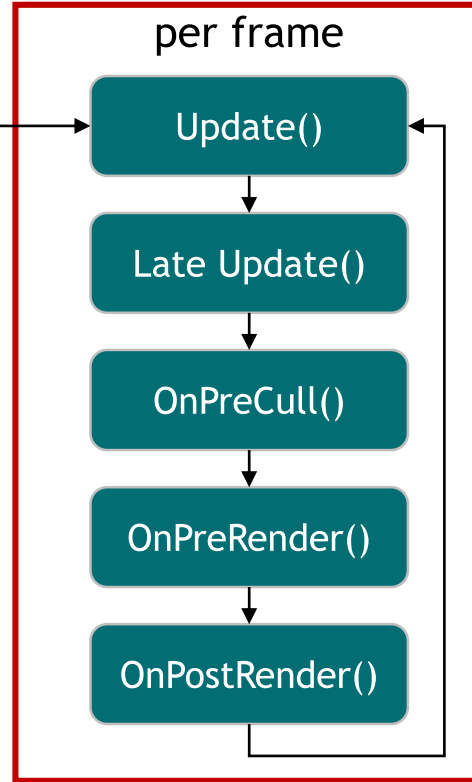 per frame
Update()
Late Update()
OnPreCull()
OnPreRender()
OnPostRender()